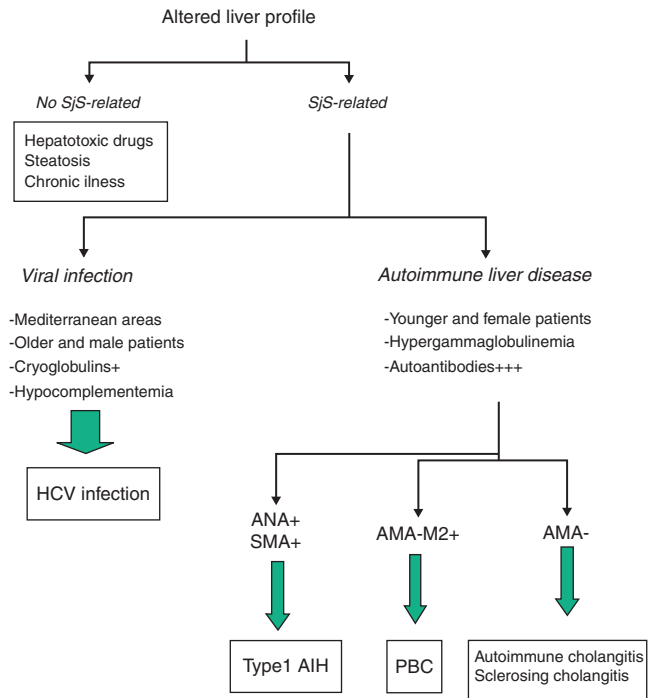 Altered liver profile
No SjS-related
SjS-related
Hepatotoxic drugs
Steatosis
Chronic ilness
Viral infection
Autoimmune liver disease
-Mediterranean areas
-Older and male patients
-Cryoglobulins+
-Hypocomplementemia
-Younger and female patients
-Hypergammaglobulinemia
-Autoantibodies+++
HCV infection
ANA+
SMA+
AMA-M2+
AMA-
Type1 AIH
PBC
Autoimmune cholangitis
Sclerosing cholangitis